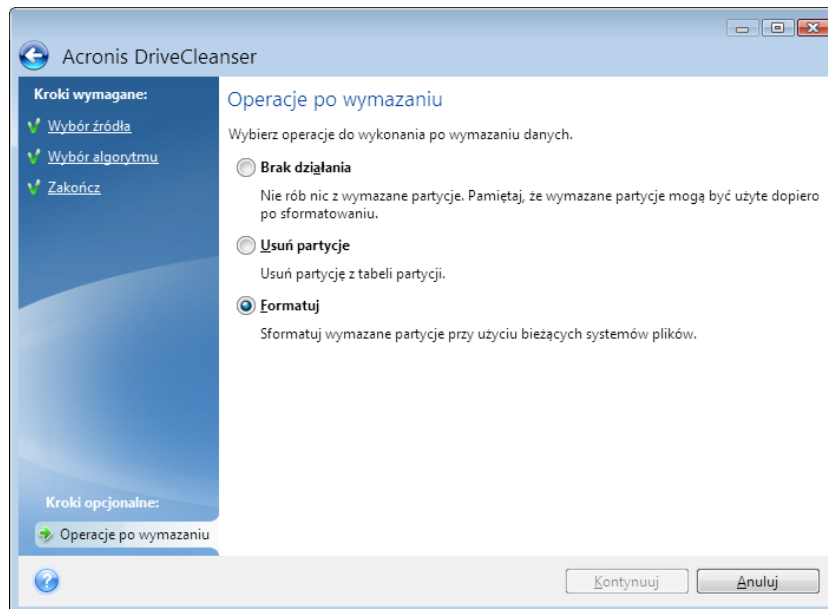 Acronis DriveCleanser
Kroki wymagane:
Wybór źródła
Wybór algorytmu
Zakończ
Operacje po wymazaniu
Wybierz operacje do wykonania po wymazaniu danych.
Brak działania
Nie rób nic z wymazane partycje. Pamiętaj, że wymazane partycje mogą być użyte dopiero
po sformatowaniu.
Usuń partycje
Usuń partycję z tabeli partycji.
Formatuj
Sformatuj wymazane partycje przy użyciu bieżących systemów plików.
Kroki opcjonalne:
Operacje po wymazaniu
Kontynuuj
Anuluj